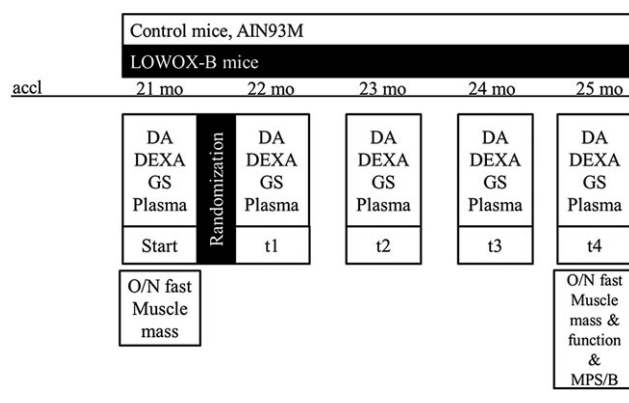 Control mice, AIN93M
LOWOX-B mice
accl 21 mo 22 mo 23 mo 24 mo 25 mo
DA
DEXA
GS
Plasma
Start
Randomization
DA
DEXA
GS
Plasma
t1
DA
DEXA
GS
Plasma
t2
DA
DEXA
GS
Plasma
t3
DA
DEXA
GS
Plasma
t4
O/N fast
Muscle
mass
O/N fast
Muscle
mass &
function
&
MPS/B